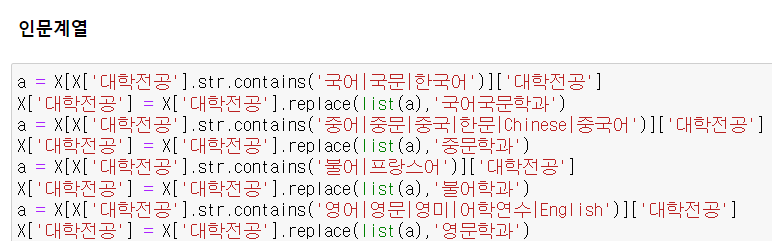 인문계열
a = X[X['대학전공'].str.contains('국어|국문|한국어')]['대학전공']
X['대학전공'] = X['대학전공'].replace(list(a),'국어국문학과')
a = X[X['대학전공'].str.contains('중어|중문|중국|한문|Chinese|중국어')]['대학전공']
X['대학전공'] = X['대학전공'].replace(list(a),'중문학과')
a = X[X['대학전공'].str.contains('불어|프랑스어')]['대학전공']
X['대학전공'] = X['대학전공'].replace(list(a),'불어학과')
a = X[X['대학전공'].str.contains('영어|영문|영미|어학연수|English')]['대학전공']
X['대학전공'] = X['대학전공'].replace(list(a),'영문학과')